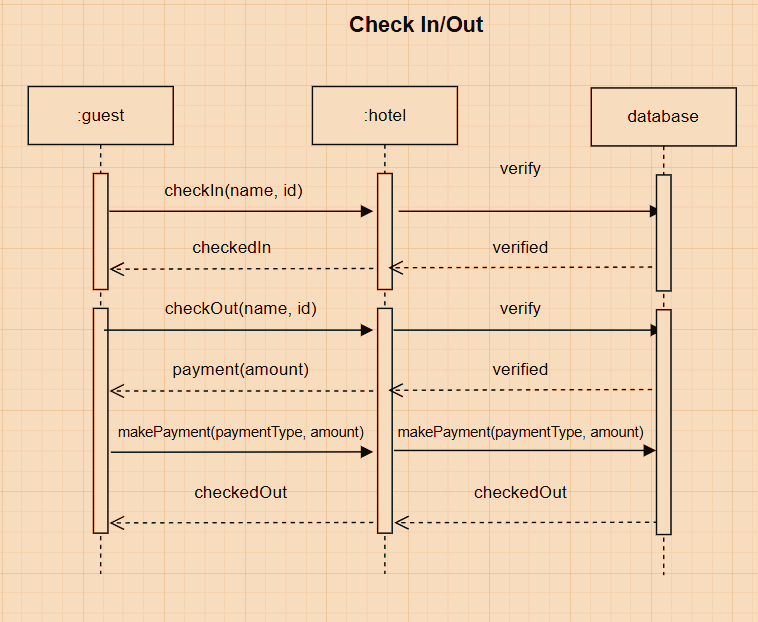 Check In/Out
:guest
:hotel
database
checkIn(name, id)
verify
checkedIn
verified
checkOut(name, id)
verify
payment(amount)
verified
makePayment(paymentType, amount)
makePayment(paymentType, amount)
checkedOut
checkedOut